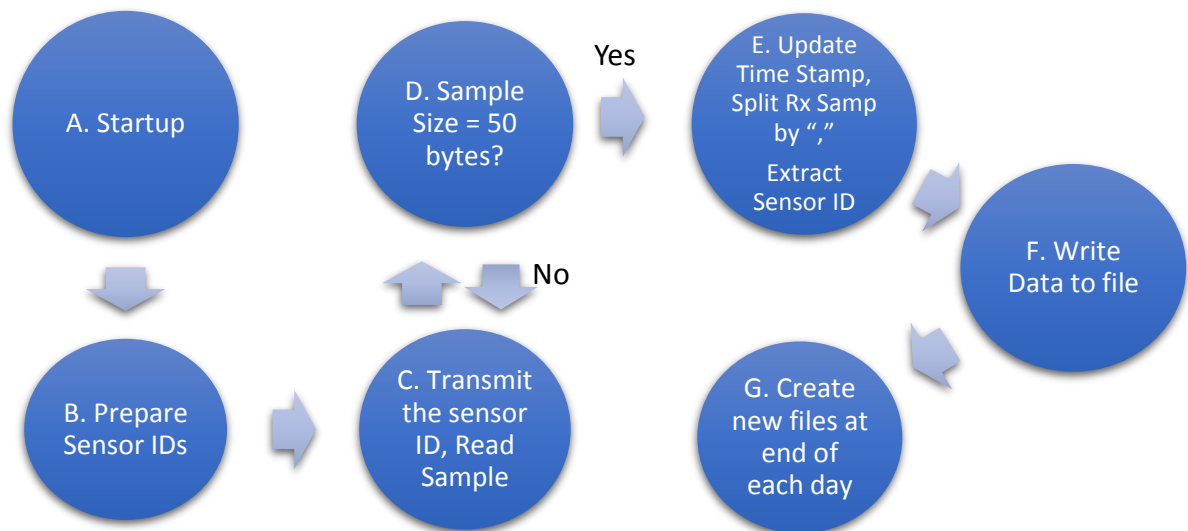 A. Startup
B. Prepare
Sensor IDs
C. Transmit
the sensor
ID, Read
Sample
D. Sample
Size = 50
bytes?
No
Yes
E. Update
Time Stamp,
Split Rx Samp
by “,”
Extract
Sensor ID
F. Write
Data to file
G. Create
new files at
end of
each day